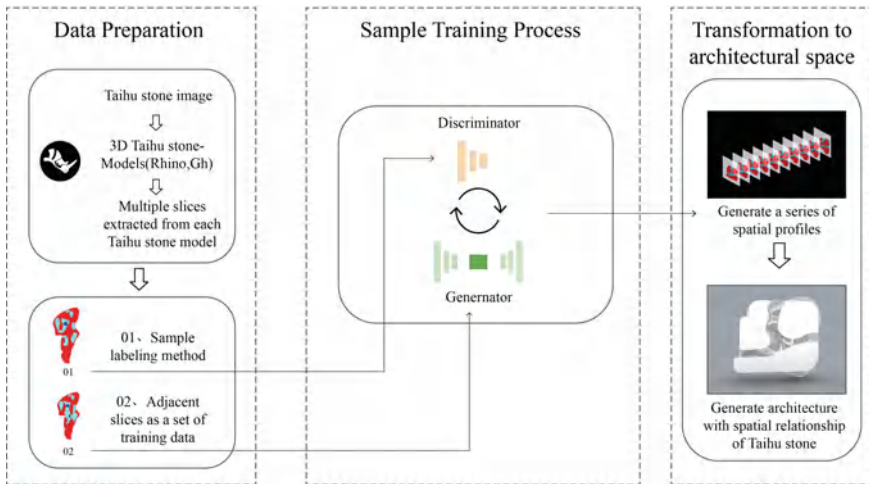 Data Preparation
Taihu stone image
3D Taihu stone-
Models(Rhino,Gh)
Multiple slices
extracted from each
Taihu stone model
01、Sample
labeling method
01
02、Adjacent
slices as a set of
training data
02
Sample Training Process
Discriminator
Genernator
Transformation to
architectural space
Generate a series of
spatial profiles
Generate architecture
with spatial relationship
of Taihu stone